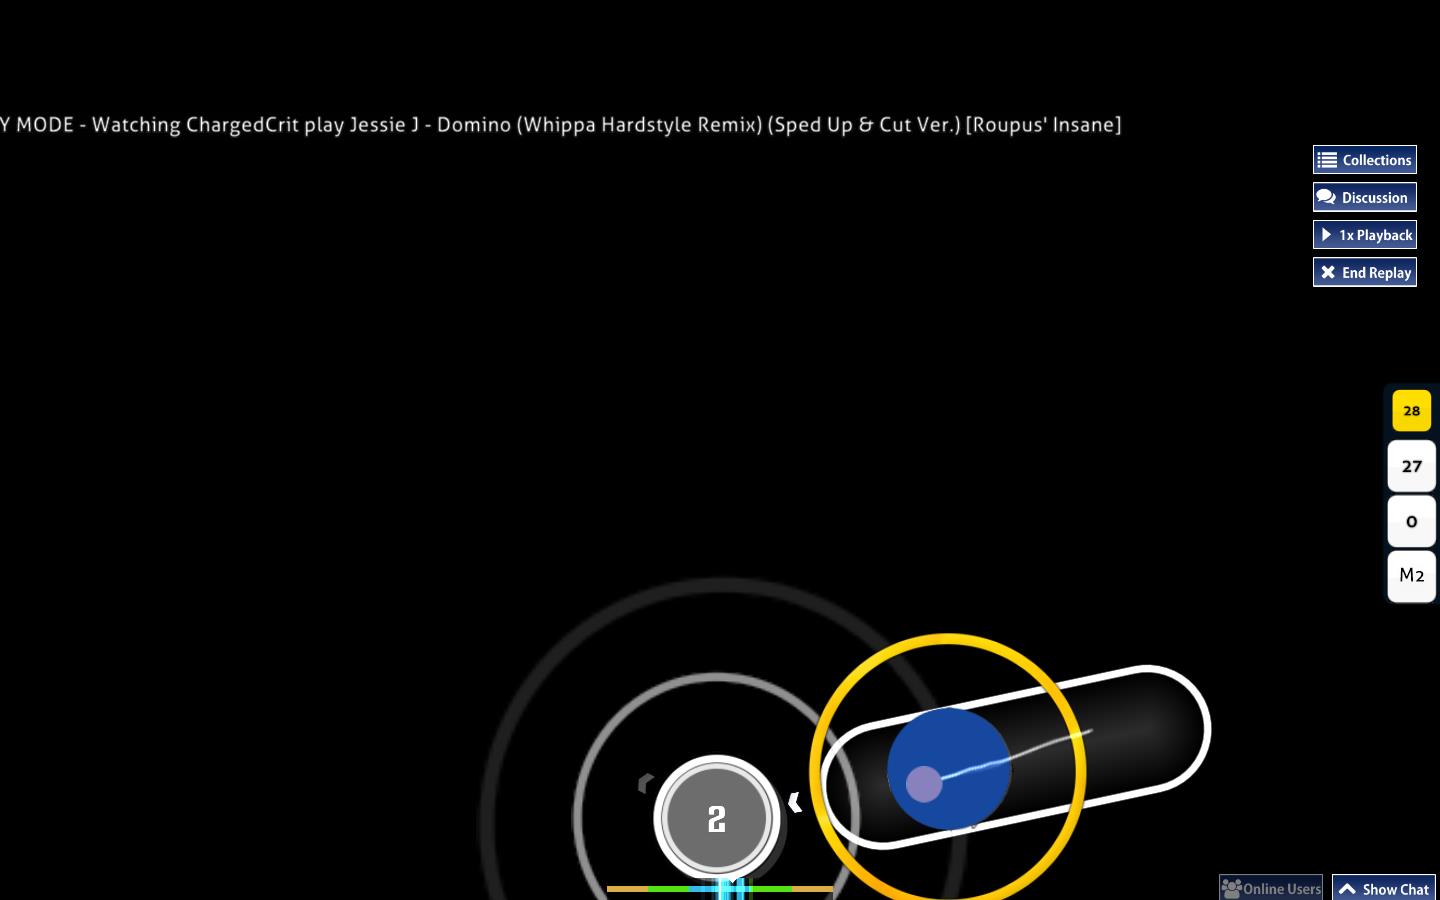 Y MODE - Watching ChargedCrit play Jessie J - Domino (Whippa Hardstyle Remix) (Sped Up & Cut Ver.) [Roupus' Insane]
Collections
Discussion
1x Playback
End Replay
28
27
0
M2
2
Online Users
Show Chat